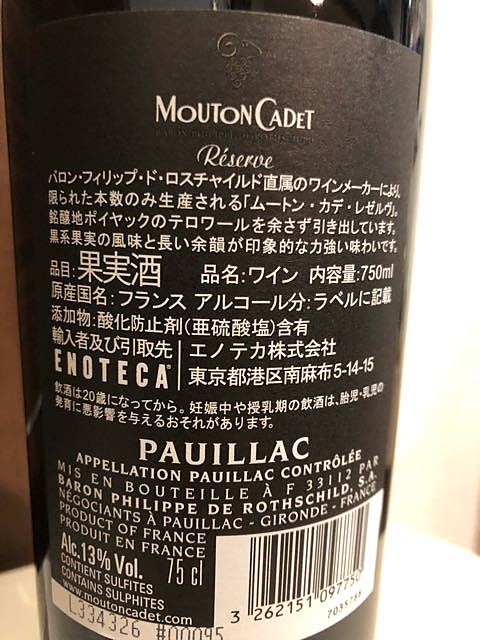 MOUTON CADET
Réserve
バロン・フィリップ・ド・ロスチャイルド直属のワインメーカーにより、
限られた本数のみ生産される「ムートン・カデ・レゼルヴ」。
銘醸地ポイヤックのテロワールを余さず引き出しています。
黒系果実の風味と長い余韻が印象的な力強い味わいです。
品目:果実酒 品名:ワイン 内容量:750ml
原産国名:フランス アルコール分:ラベルに記載
添加物:酸化防止剤(亜硫酸塩)含有
輸入者及び引取先 エノテカ株式会社
ENOTECA 東京都港区南麻布5-14-15
飲酒は20歳になってから。妊娠中や授乳期の飲酒は、胎児・乳児の
発育に悪影響を与えるおそれがあります。
PAUILLAC
APPELLATION PAUILLAC CONTRÔLÉE
MIS EN BOUTEILLE À F 33112 PAR
BARON PHILIPPE DE ROTHSCHILD, S.A.
NÉGOCIANTS À PAUILLAC - GIRONDE - FRANCE
PRODUCT OF FRANCE
PRODUIT EN FRANCE
Alc.13% Vol. 75 cl
CONTIENT SULFITES
CONTAINS SULPHITES
www.moutoncadet.com
3 262151 097750
7035755
L334326 #00095